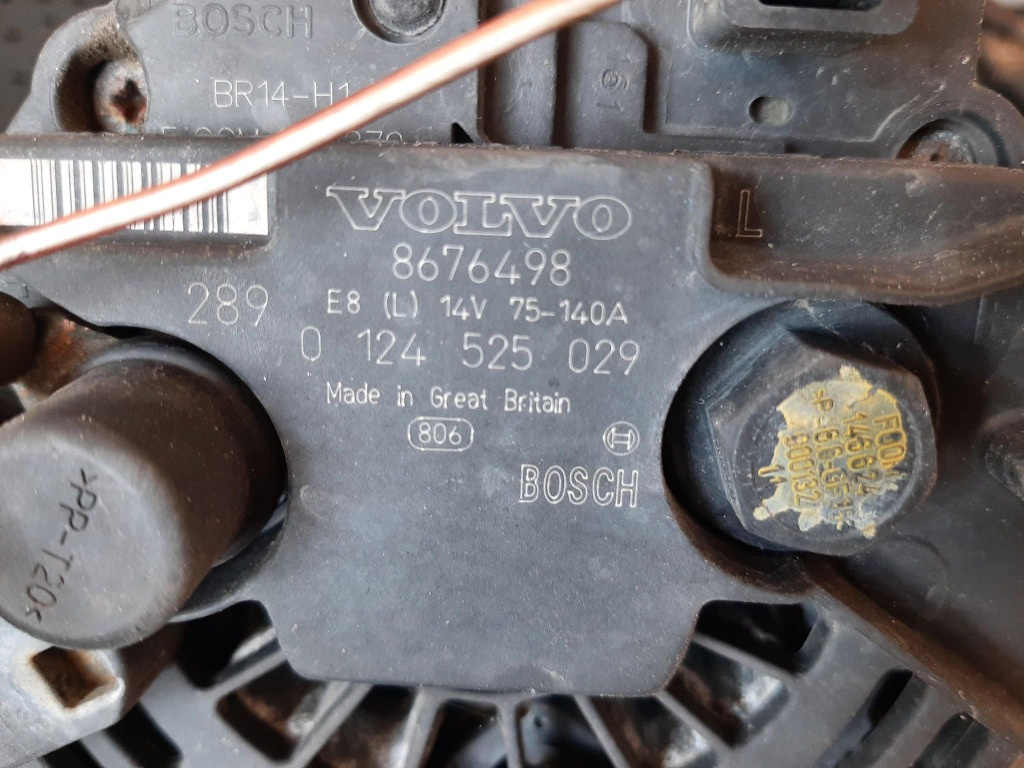 BOSCH
BR14-H1
VOLVO
L
8676498
289
E8 (L) 14V 75-140A
0 124 525 029
Made in Great Britain
806
BOSCH
>PP-T20<